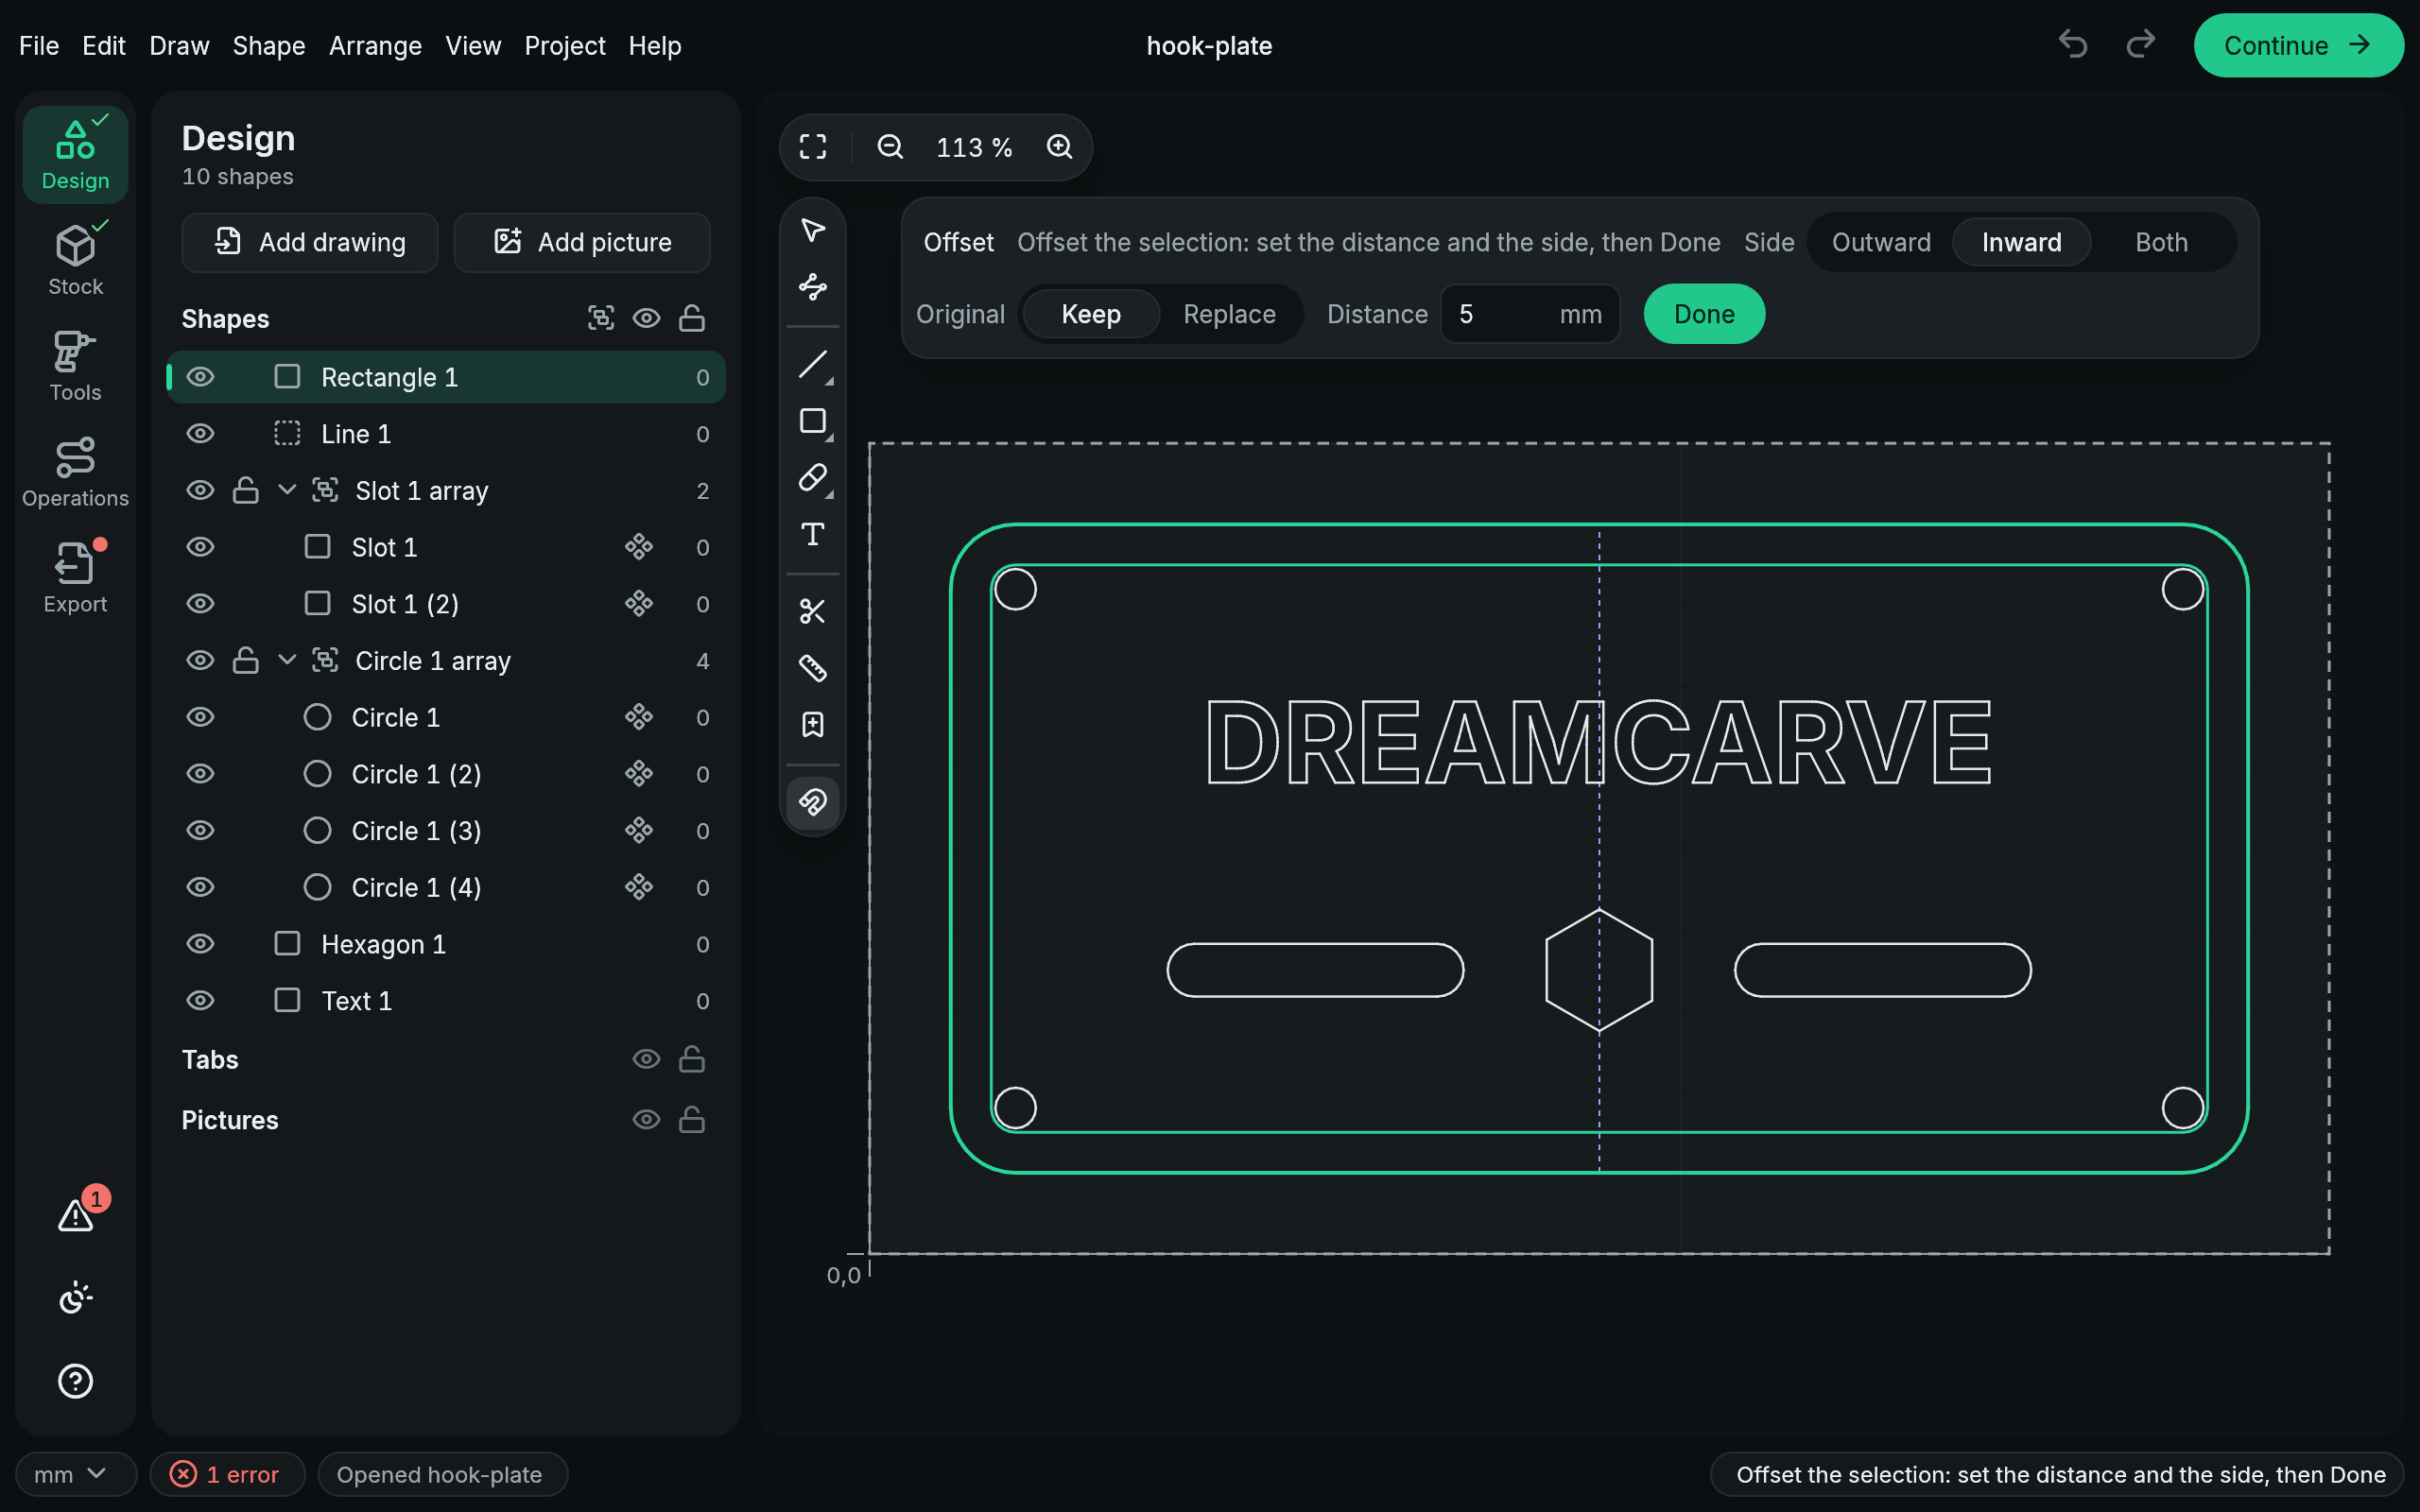 File Edit Draw Shape Arrange View Project Help
hook-plate
Continue
Design
Stock
Tools
Operations
Export
1
Design
10 shapes
Add drawing
Add picture
Shapes
Rectangle 1 0
Line 1 0
Slot 1 array 2
Slot 1 0
Slot 1 (2) 0
Circle 1 array 4
Circle 1 0
Circle 1 (2) 0
Circle 1 (3) 0
Circle 1 (4) 0
Hexagon 1 0
Text 1 0
Tabs
Pictures
113 %
Offset Offset the selection: set the distance and the side, then Done Side Outward Inward Both
Original Keep Replace Distance 5 mm Done
DREAMCARVE
0,0
mm
1 error
Opened hook-plate
Offset the selection: set the distance and the side, then Done